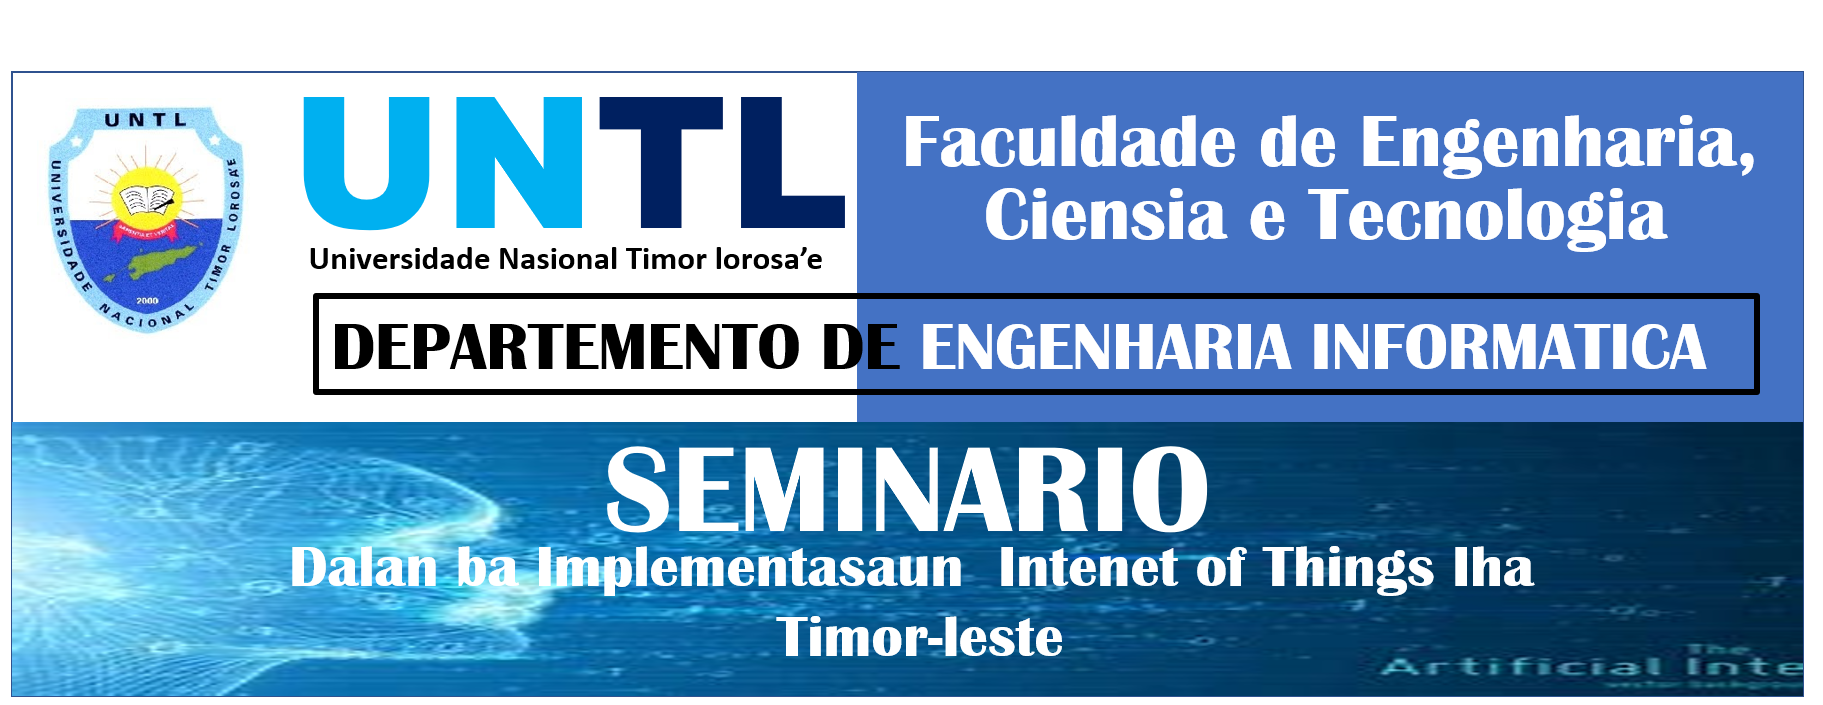 UNTL
UNIVERSIDADE NACIONAL TIMOR LOROSA'E
2000
UNTL
Universidade Nasional Timor lorosa’e
Faculdade de Engenharia,
Ciensia e Tecnologia
DEPARTEMENTO DE ENGENHARIA INFORMATICA
SEMINARIO
Dalan ba Implementasaun Intenet of Things Iha
Timor-leste
The
Artificial Inte